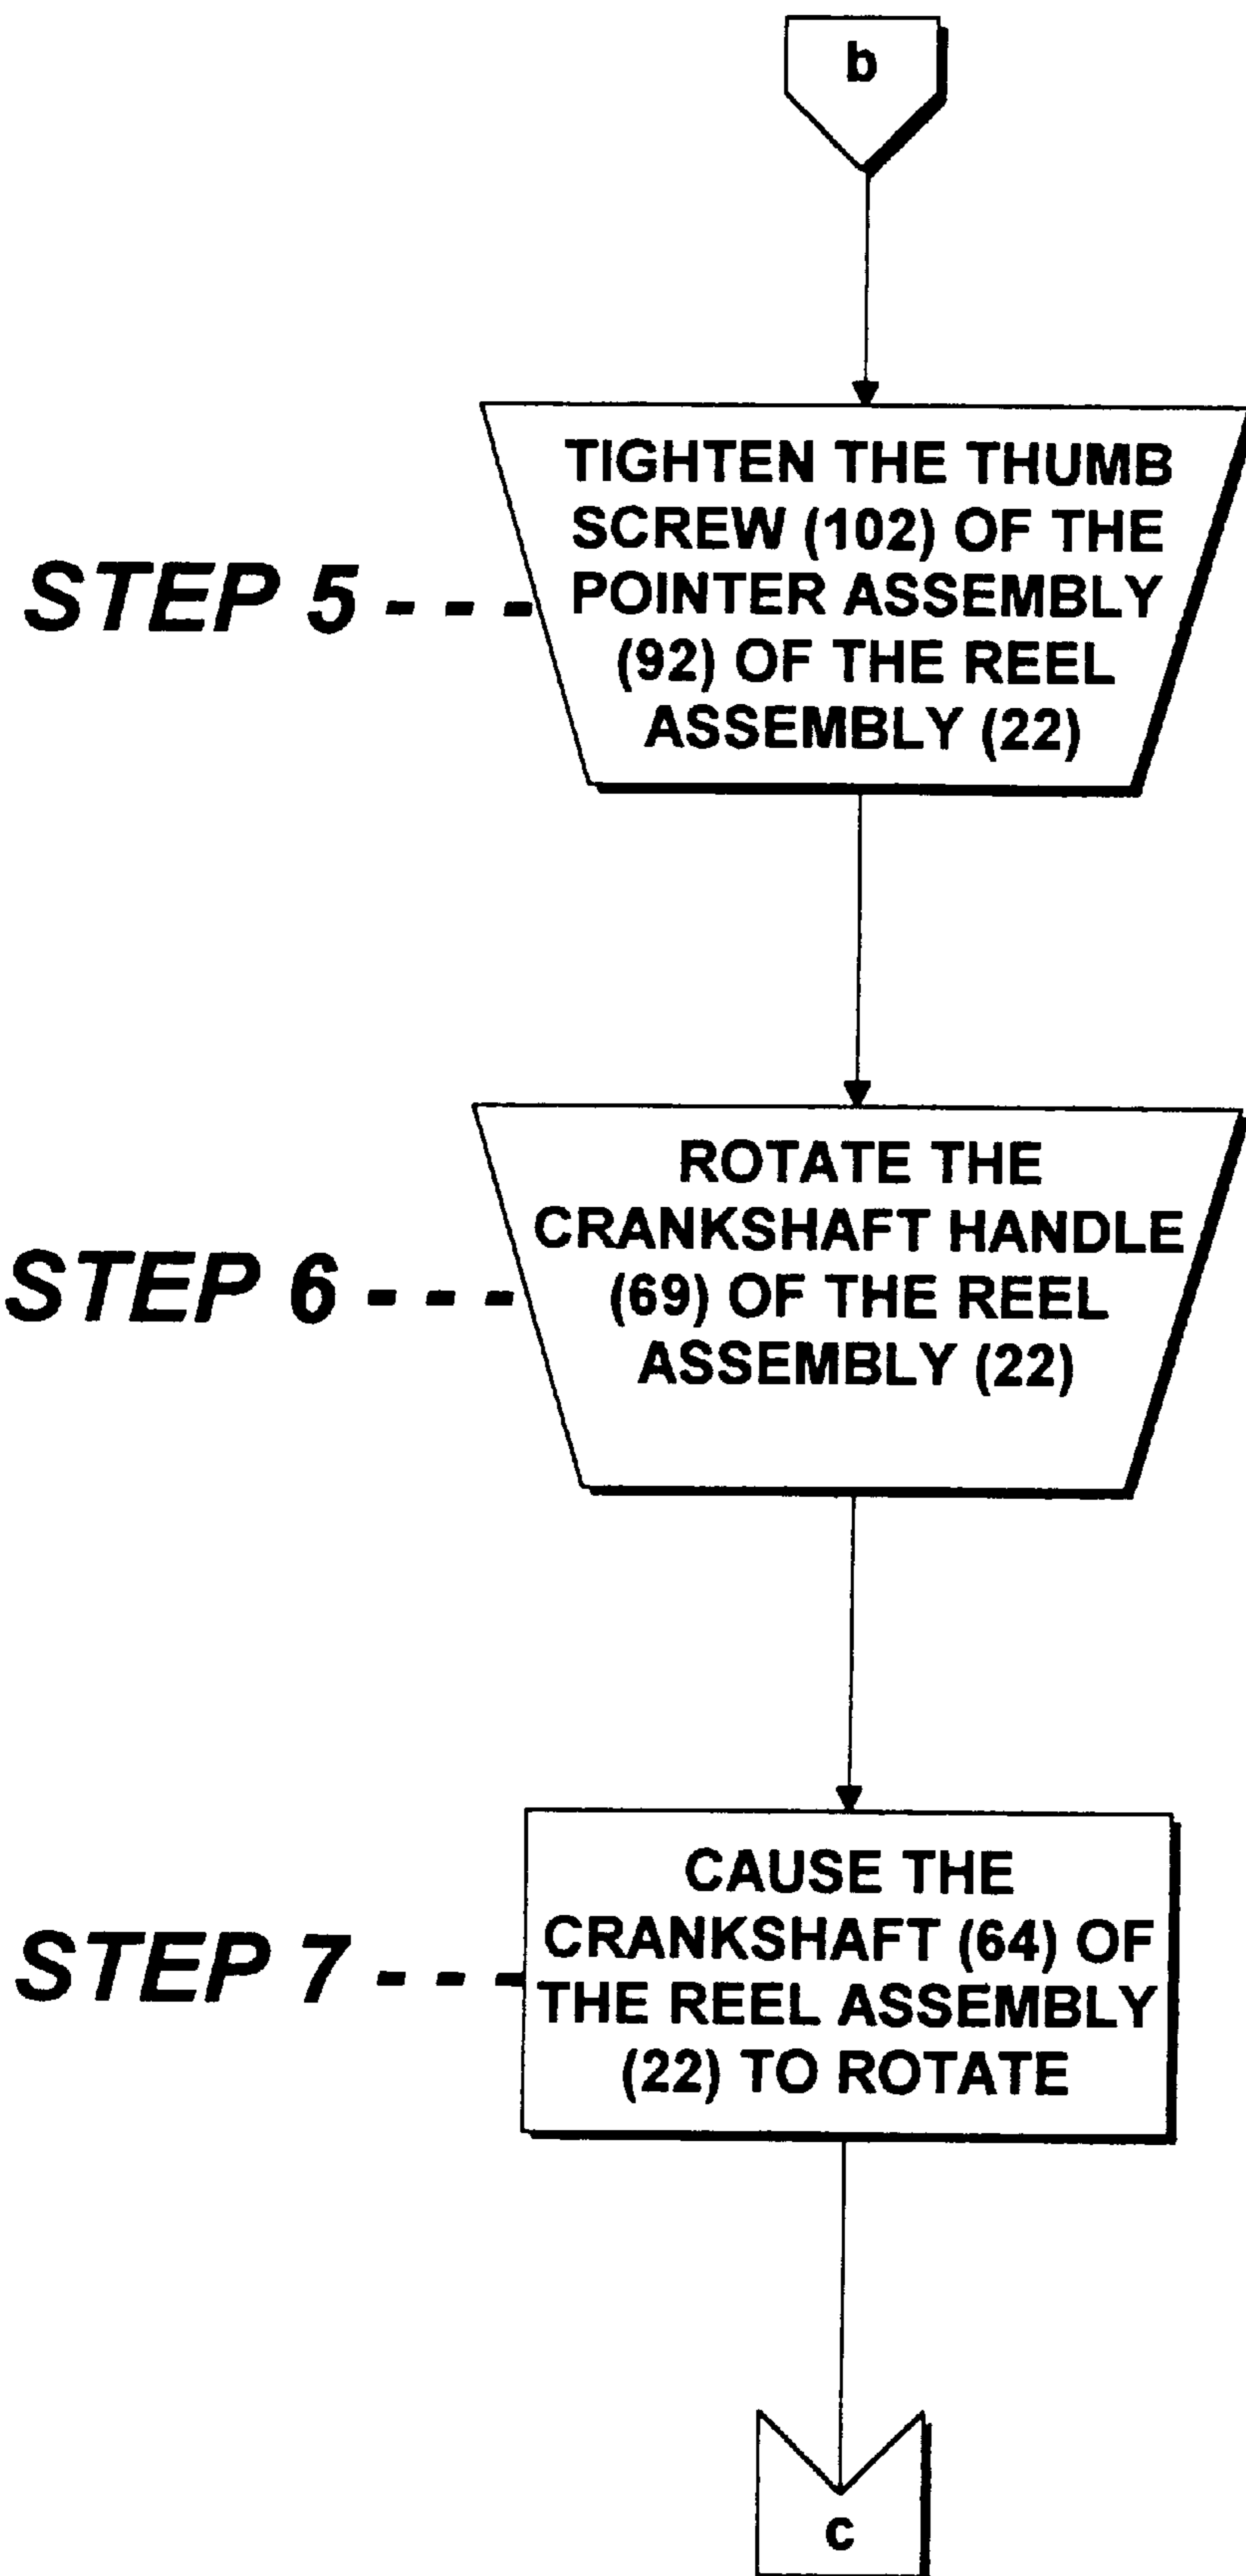 b
TIGHTEN THE THUMB
SCREW (102) OF THE
POINTER ASSEMBLY
(92) OF THE REEL
ASSEMBLY (22)
STEP 5 - - -
ROTATE THE
CRANKSHAFT HANDLE
(69) OF THE REEL
ASSEMBLY (22)
STEP 6 - - -
CAUSE THE
CRANKSHAFT (64) OF
THE REEL ASSEMBLY
(22) TO ROTATE
STEP 7 - - -
c